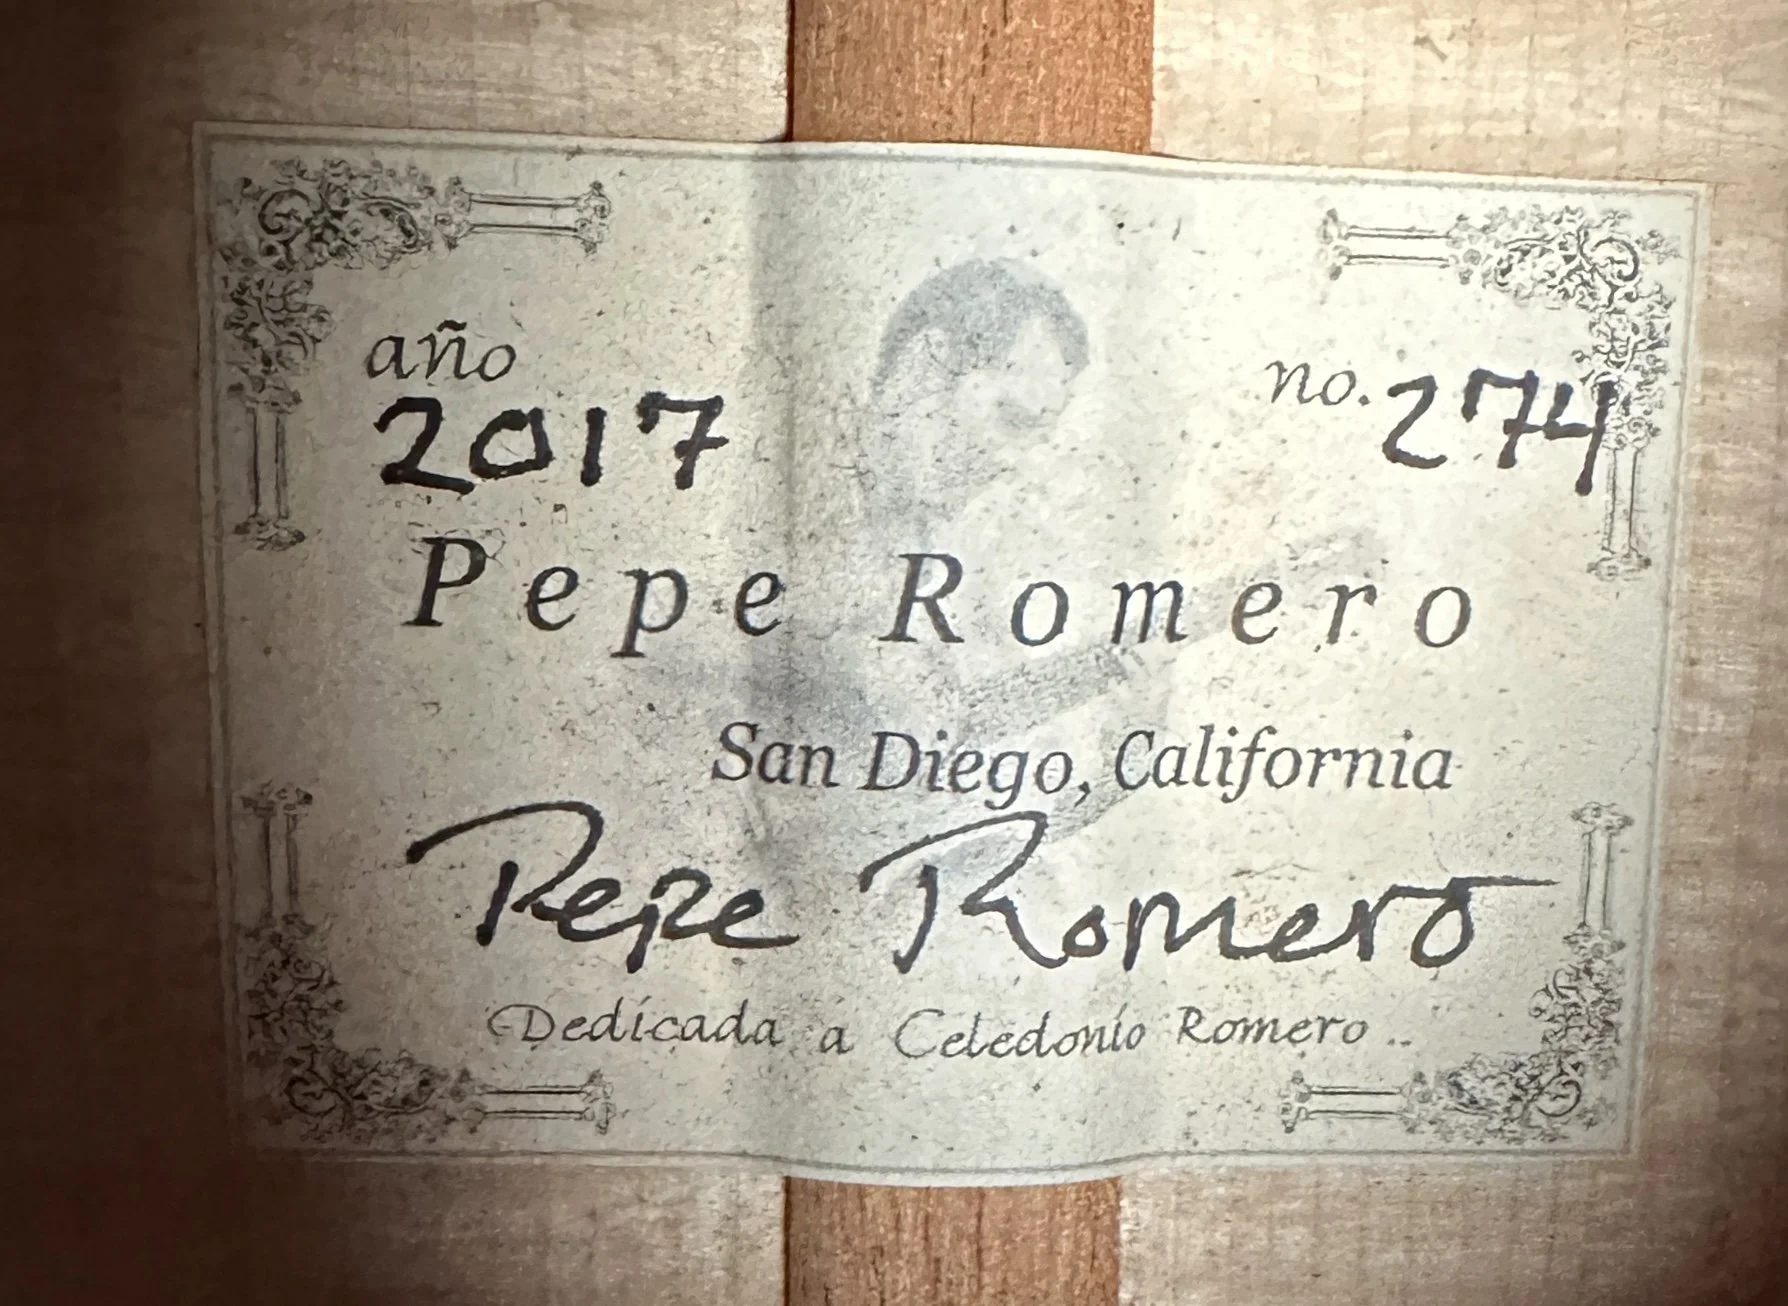 año no. 274
2017
Pepe Romero
San Diego, California
Pepe Romero
Dedicada a Celedonio Romero ..